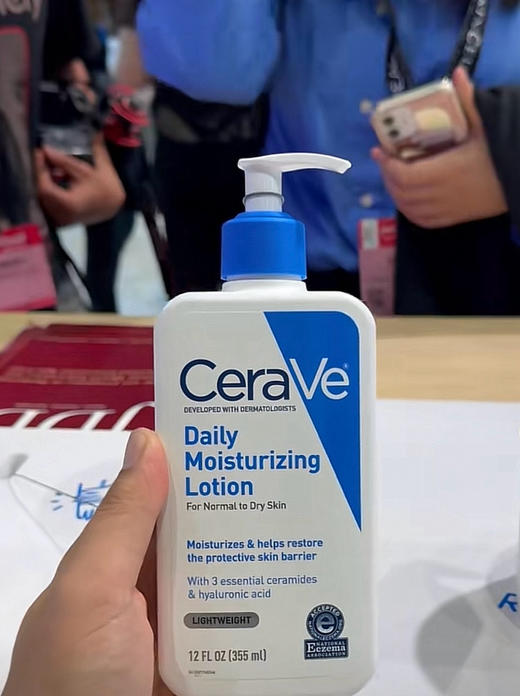 CeraVe
DEVELOPED WITH DERMATOLOGISTS
Daily
Moisturizing
Lotion
For Normal to Dry Skin
Moisturizes & helps restore
the protective skin barrier
With 3 essential ceramides
& hyaluronic acid
LIGHTWEIGHT
ACCEPTED
e
NATIONAL
Eczema
ASSOCIATION
12 FL OZ (355 ml)